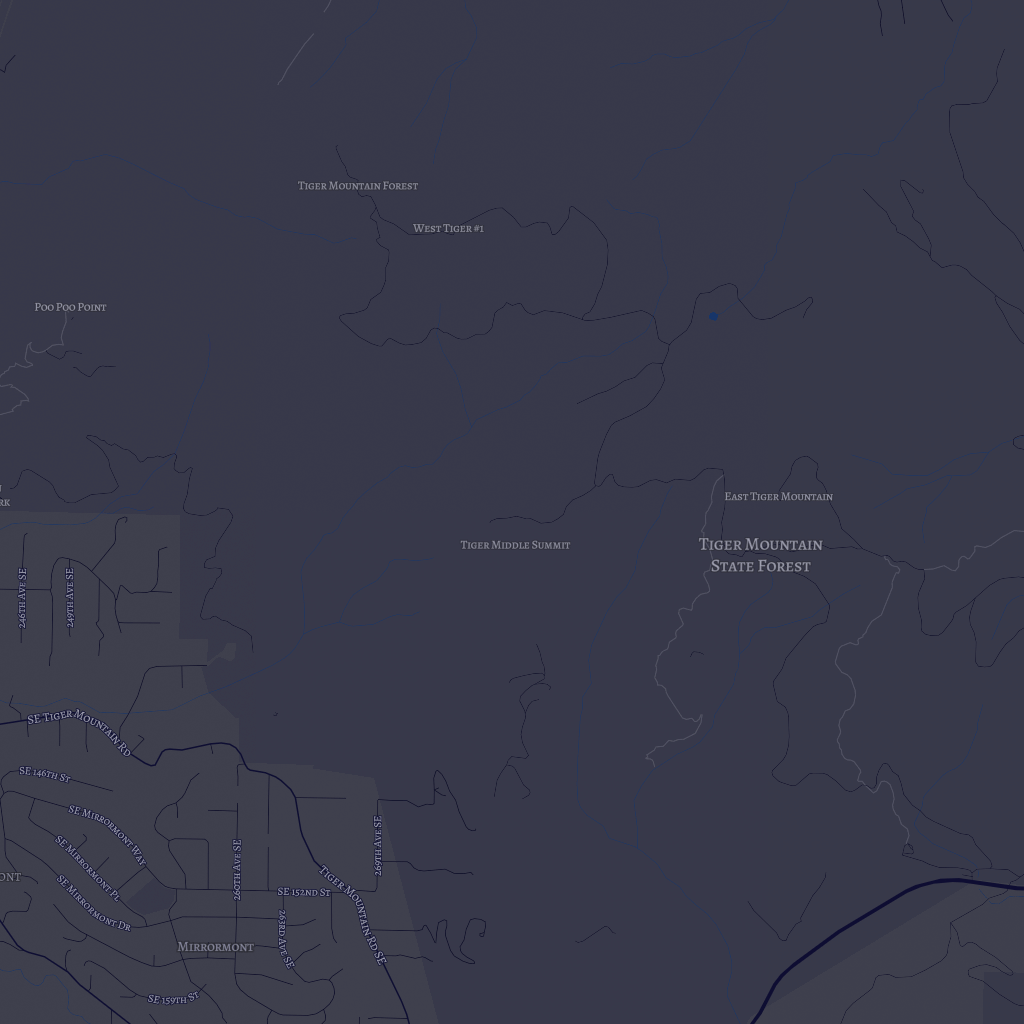 Tiger Mountain Forest
West Tiger #1
Poo Poo Point
RK
East Tiger Mountain
Tiger Middle Summit
Tiger Mountain
State Forest
246th Ave SE
249th Ave SE
SE Tiger Mountain Rd
SE 146th St
SE Mirrormont Way
SE Mirrormont Pl
SE Mirrormont Dr
260th Ave SE
269th Ave SE
ONT
SE 152nd St
Tiger Mountain Rd SE
263rd Ave SE
Mirrormont
SE 159th St